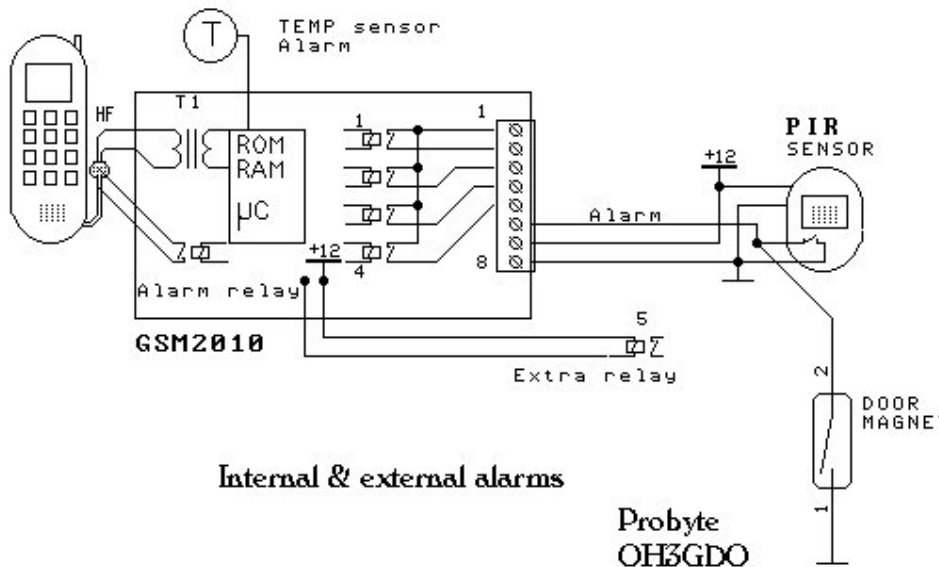 TEMP sensor
Alarm
T
HF
T1
1
1
ROM
RAM
µC
PIR
SENSOR
+12
Alarm
+12
4
8
Alarm relay
GSM2010
5
Extra relay
2
DOOR
MAGNE
1
Internal & external alarms
Probyte
OH3GDO